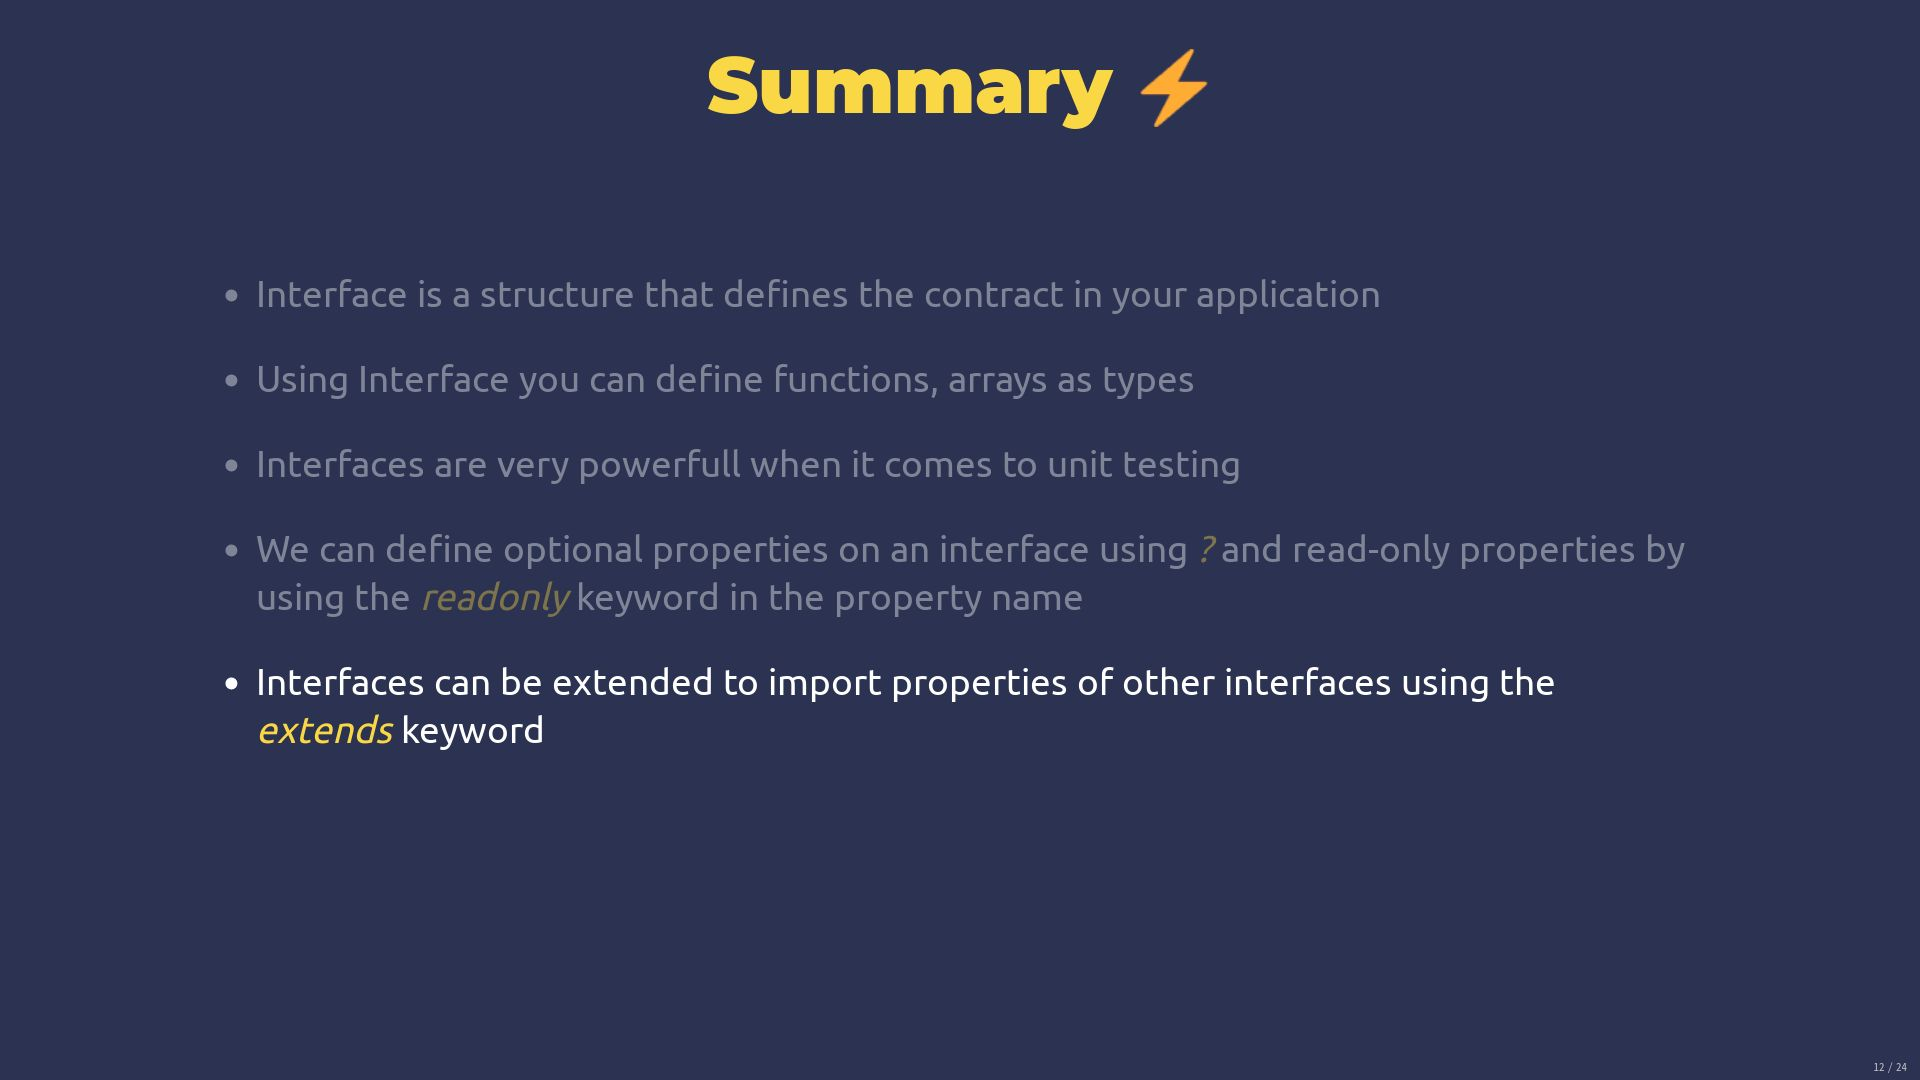 Summary ⚡
• Interface is a structure that defines the contract in your application
• Using Interface you can define functions, arrays as types
• Interfaces are very powerfull when it comes to unit testing
• We can define optional properties on an interface using ? and read-only properties by
using the readonly keyword in the property name
• Interfaces can be extended to import properties of other interfaces using the
extends keyword
12 / 24